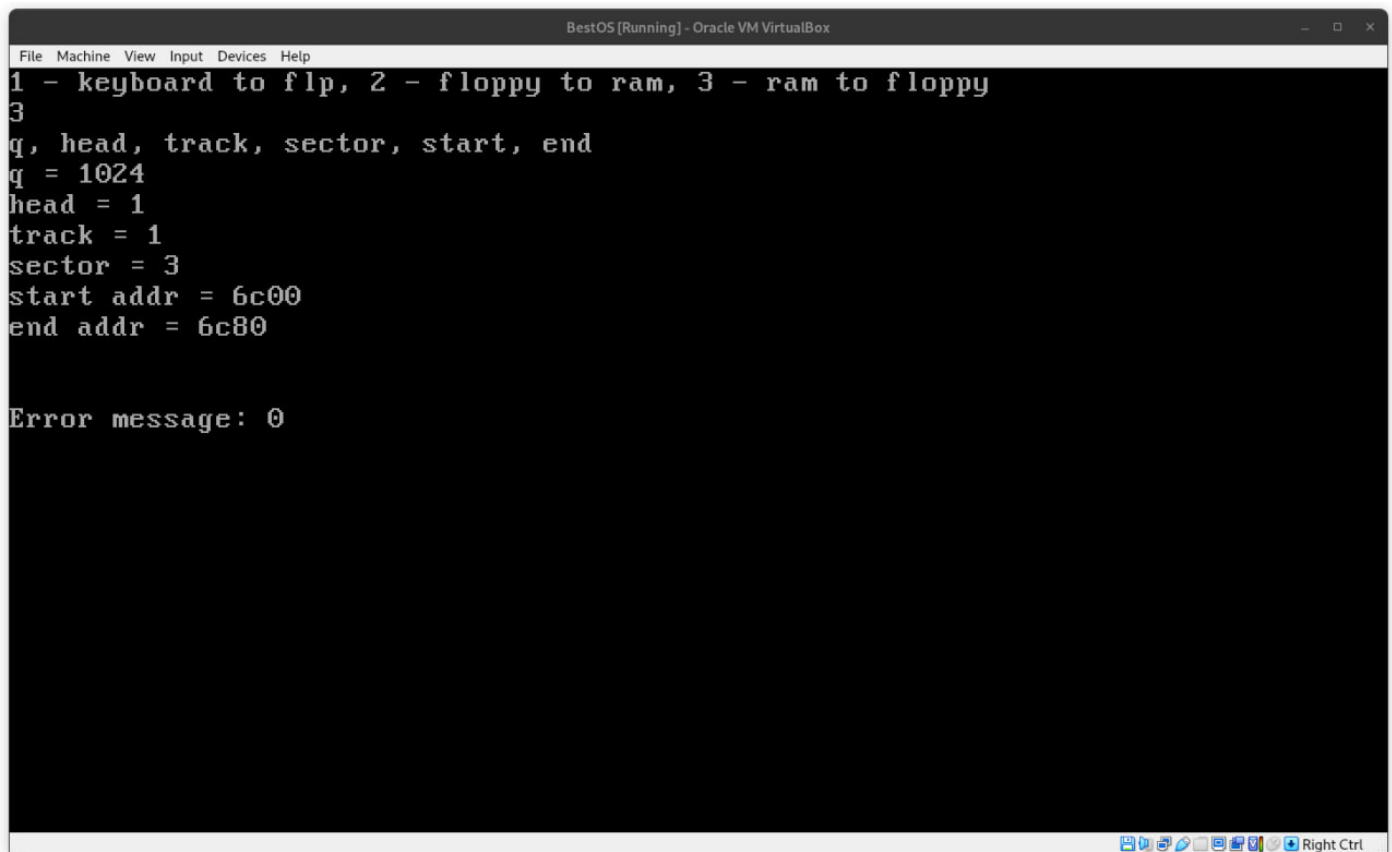 BestOS [Running] - Oracle VM VirtualBox
File Machine View Input Devices Help
1 - keyboard to flp, 2 - floppy to ram, 3 - ram to floppy
3
q, head, track, sector, start, end
q = 1024
head = 1
track = 1
sector = 3
start addr = 6c00
end addr = 6c80
Error message: 0
Right Ctrl